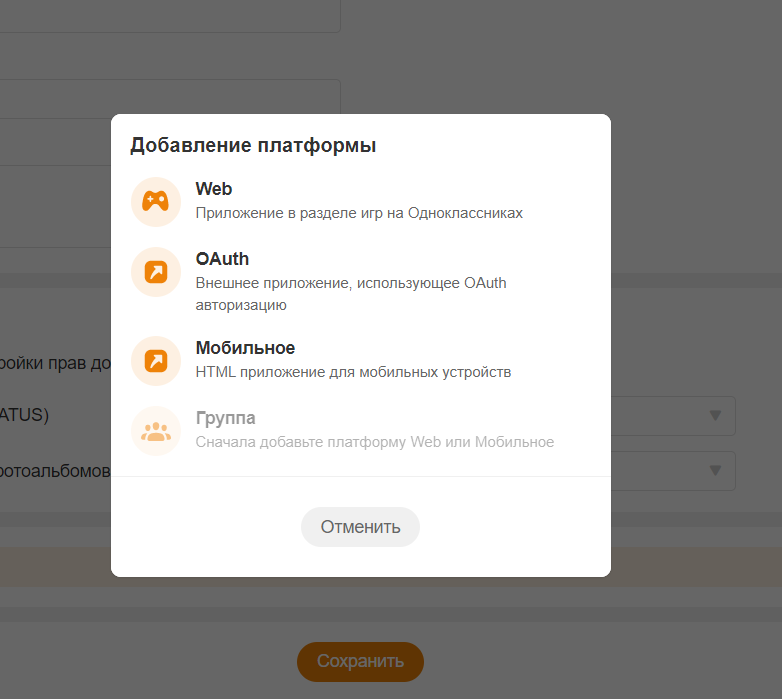 Добавление платформы
Web
Приложение в разделе игр на Одноклассниках
OAuth
Внешнее приложение, использующее OAuth
авторизацию
Мобильное
HTML приложение для мобильных устройств
Группа
Сначала добавьте платформу Web или Мобильное
Отменить
ройки прав до
ATUS)
отоальбомов
Сохранить